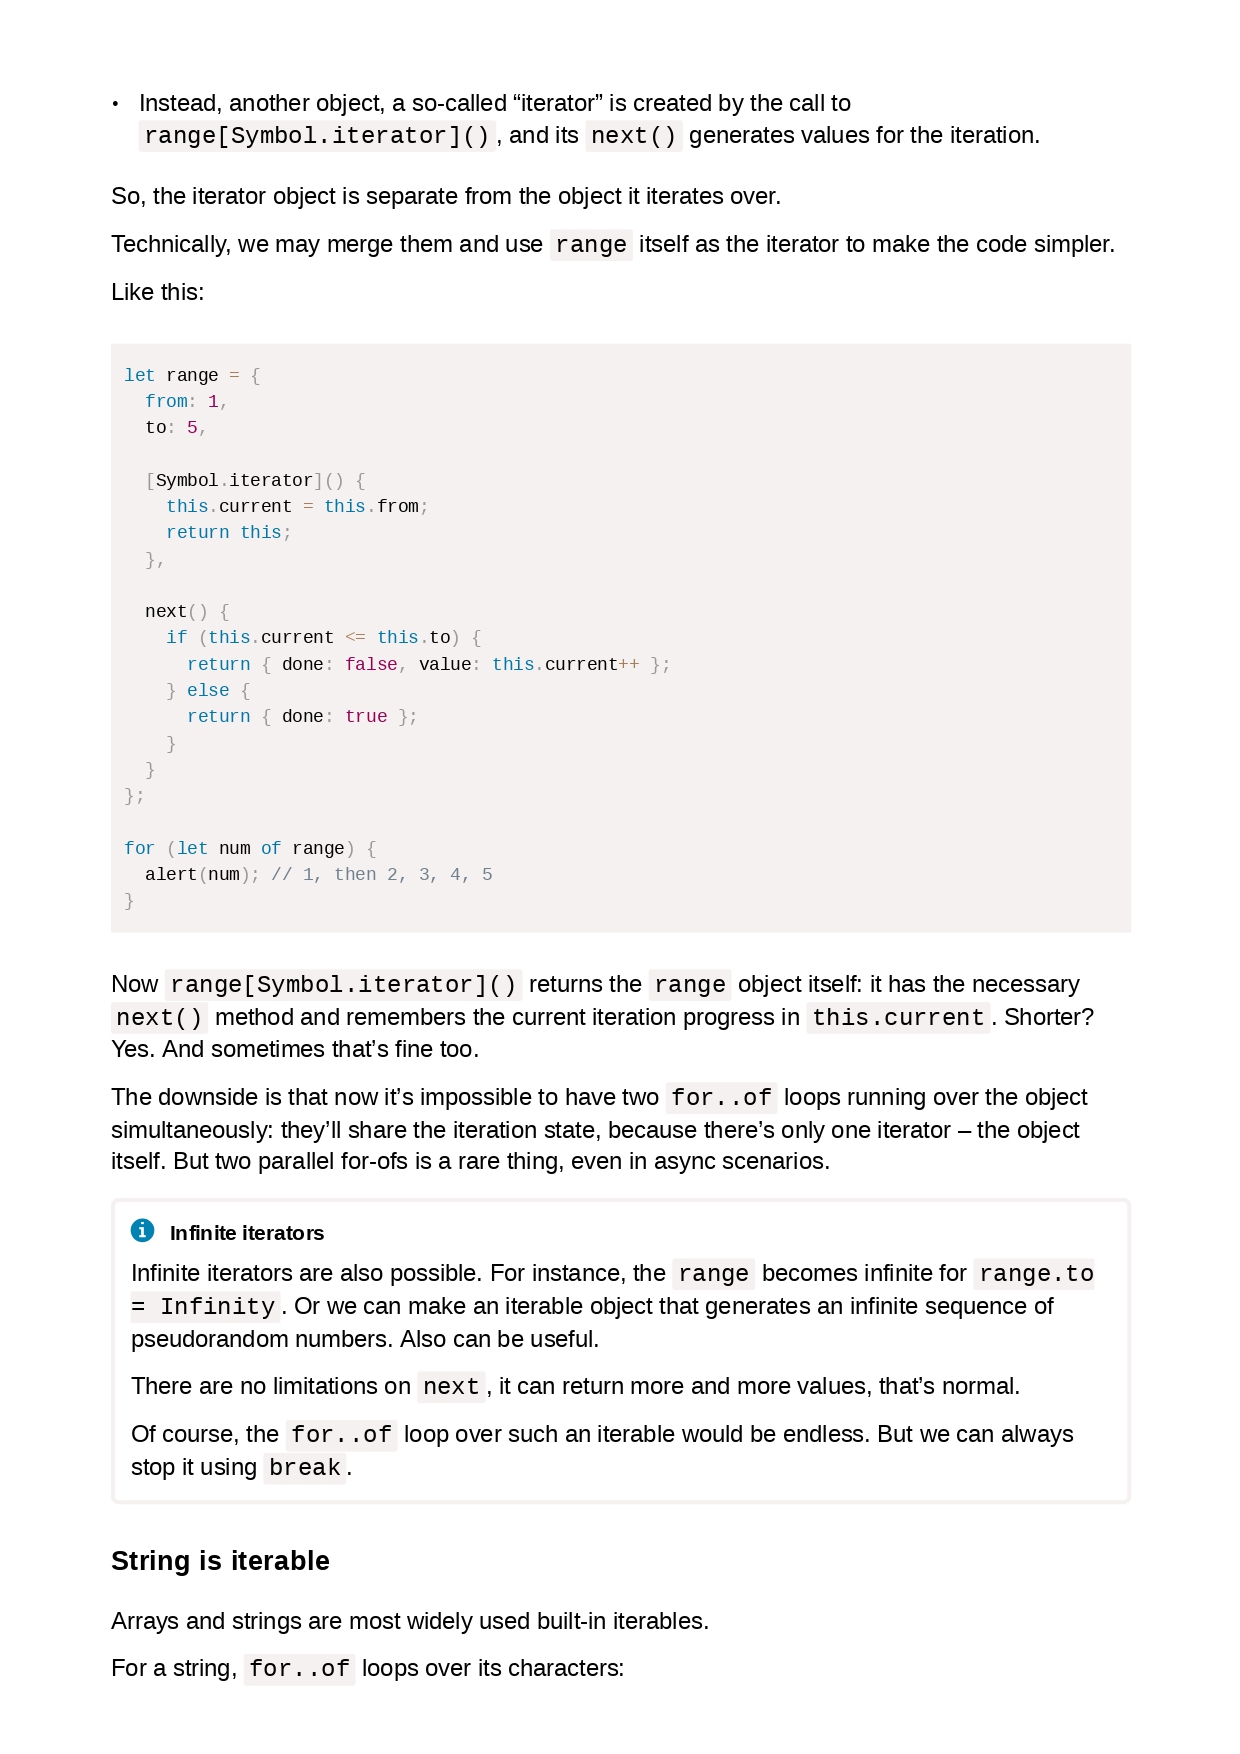 • Instead, another object, a so-called “iterator” is created by the call to
range[Symbol.iterator](), and its next() generates values for the iteration.
So, the iterator object is separate from the object it iterates over.
Technically, we may merge them and use range itself as the iterator to make the code simpler.
Like this:
let range = {
  from: 1,
  to: 5,

  [Symbol.iterator]() {
    this.current = this.from;
    return this;
  },

  next() {
    if (this.current <= this.to) {
      return { done: false, value: this.current++ };
    } else {
      return { done: true };
    }
  }
};

for (let num of range) {
  alert(num); // 1, then 2, 3, 4, 5
}
Now range[Symbol.iterator]() returns the range object itself: it has the necessary
next() method and remembers the current iteration progress in this.current. Shorter?
Yes. And sometimes that’s fine too.
The downside is that now it’s impossible to have two for..of loops running over the object
simultaneously: they’ll share the iteration state, because there’s only one iterator – the object
itself. But two parallel for-ofs is a rare thing, even in async scenarios.
Infinite iterators
Infinite iterators are also possible. For instance, the range becomes infinite for range.to
= Infinity. Or we can make an iterable object that generates an infinite sequence of
pseudorandom numbers. Also can be useful.
There are no limitations on next, it can return more and more values, that’s normal.
Of course, the for..of loop over such an iterable would be endless. But we can always
stop it using break.
String is iterable
Arrays and strings are most widely used built-in iterables.
For a string, for..of loops over its characters: